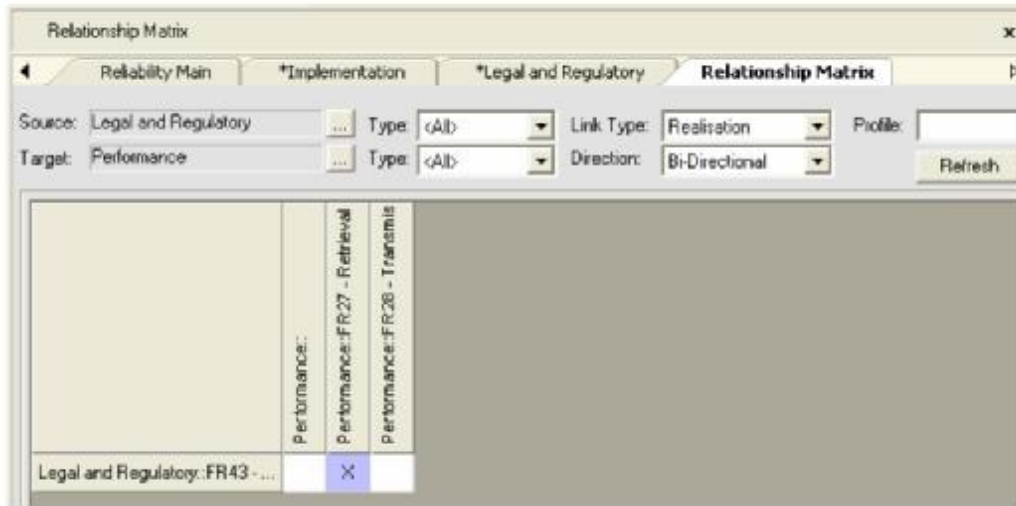 Relationship Matrix x
Reliability Main *Implementation *Legal and Regulatory Relationship Matrix
Source: Legal and Regulatory ... Type: <All> Link Type: Realisation Profile:
Target: Performance ... Type: <All> Direction: Bi-Directional Refresh
Performance::
Performance::FR27 - Retrieval
Performance::FR28 - Transmis
Legal and Regulatory::FR43 - ... X